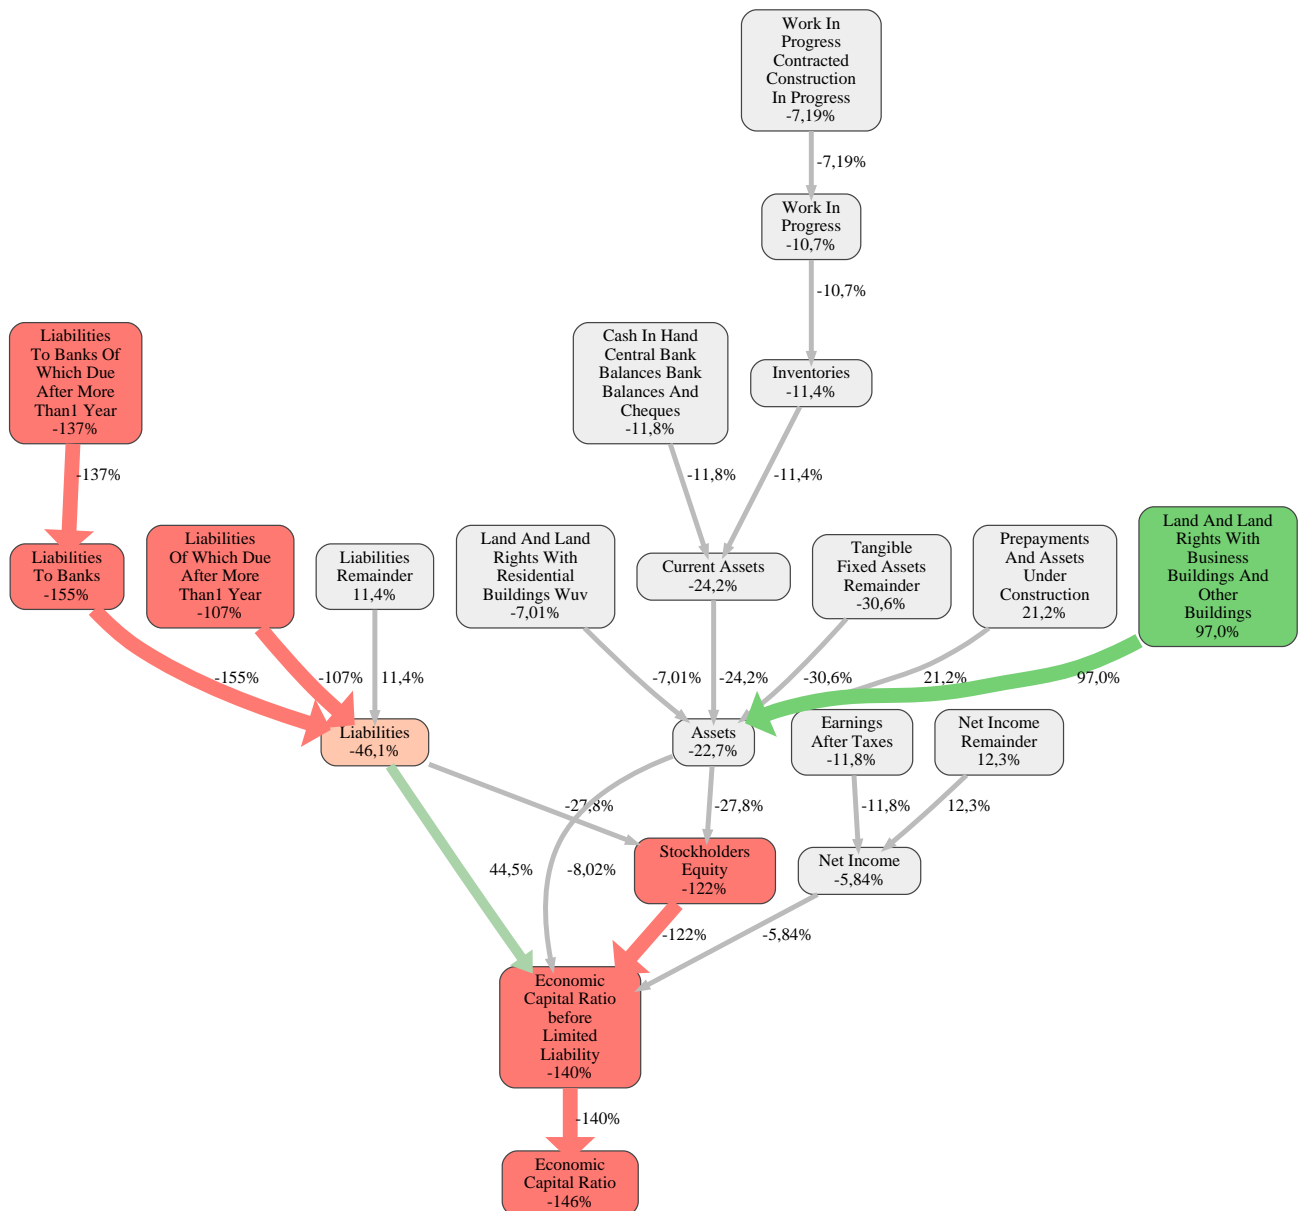 Work In
Progress
Contracted
Construction
In Progress
-7,19%
-7,19%
Work In
Progress
-10,7%
-10,7%
Liabilities
To Banks Of
Which Due
After More
Than1 Year
-137%
Cash In Hand
Central Bank
Balances Bank
Balances And
Cheques
-11,8%
Inventories
-11,4%
-137%
-11,8%
-11,4%
Liabilities
To Banks
-155%
Liabilities
Of Which Due
After More
Than1 Year
-107%
Liabilities
Remainder
11,4%
Land And Land
Rights With
Residential
Buildings Wuv
-7,01%
Current Assets
-24,2%
Tangible
Fixed Assets
Remainder
-30,6%
Prepayments
And Assets
Under
Construction
21,2%
Land And Land
Rights With
Business
Buildings And
Other
Buildings
97,0%
-155%
-107%
11,4%
-7,01%
-24,2%
-30,6%
21,2%
97,0%
Liabilities
-46,1%
Assets
-22,7%
Earnings
After Taxes
-11,8%
Net Income
Remainder
12,3%
-27,8%
-27,8%
-11,8%
12,3%
Stockholders
Equity
-122%
Net Income
-5,84%
44,5%
-8,02%
-122%
-5,84%
Economic
Capital Ratio
before
Limited
Liability
-140%
-140%
Economic
Capital Ratio
-146%